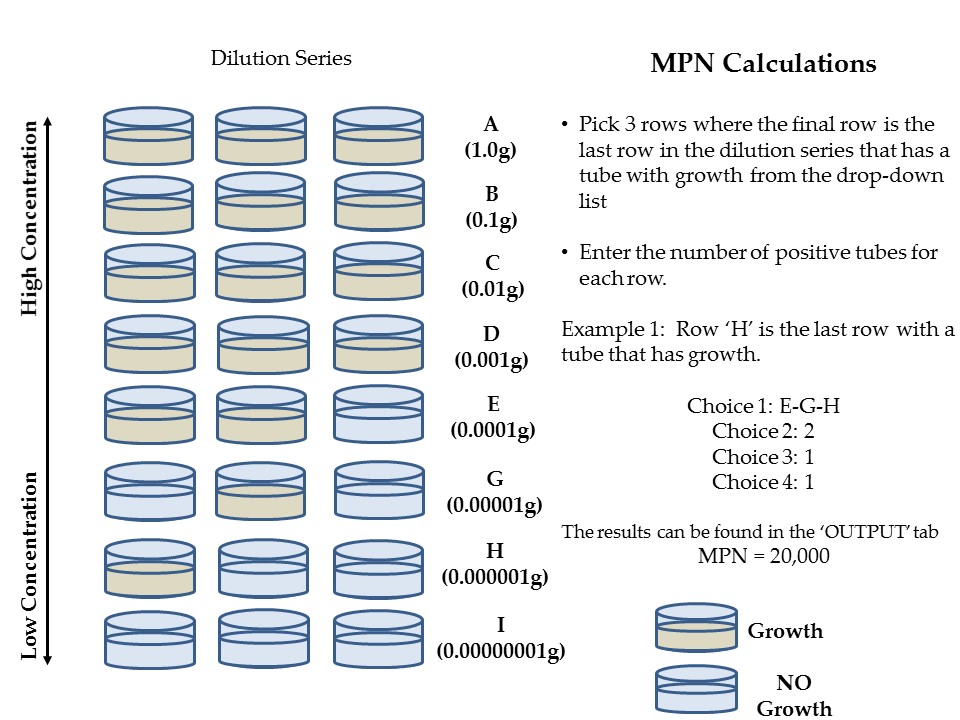 Dilution Series
High Concentration
Low Concentration
A
(1.0g)
B
(0.1g)
C
(0.01g)
D
(0.001g)
E
(0.0001g)
G
(0.00001g)
H
(0.000001g)
I
(0.00000001g)
MPN Calculations
• Pick 3 rows where the final row is the
last row in the dilution series that has a
tube with growth from the drop-down
list
• Enter the number of positive tubes for
each row.
Example 1:  Row ‘H’ is the last row with a
tube that has growth.
Choice 1: E-G-H
Choice 2: 2
Choice 3: 1
Choice 4: 1
The results can be found in the ‘OUTPUT’ tab
MPN = 20,000
Growth
NO
Growth